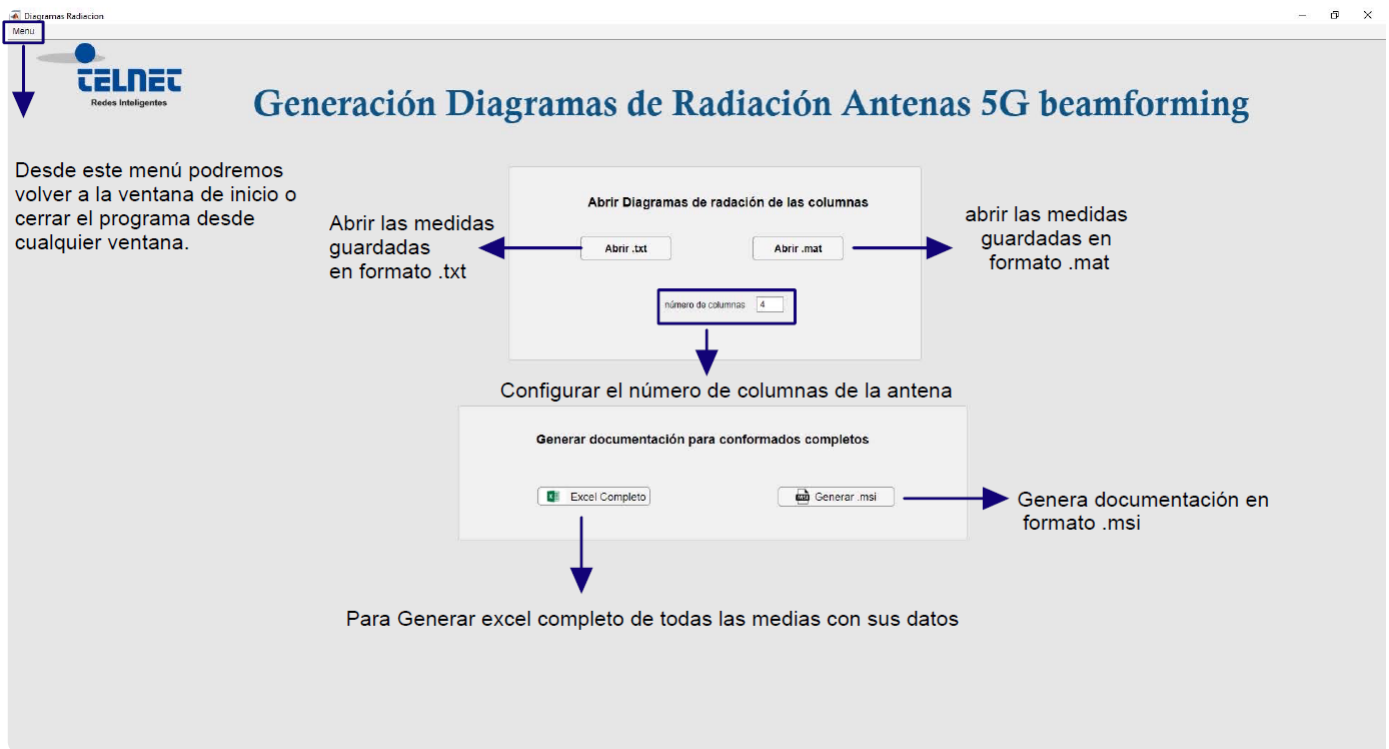 Diagramas Radiacion
Menu
TELNET
Redes Inteligentes
Generación Diagramas de Radiación Antenas 5G beamforming
Desde este menú podremos
volver a la ventana de inicio o
cerrar el programa desde
cualquier ventana.
Abrir Diagramas de radación de las columnas
Abrir las medidas
guardadas
en formato .txt
Abrir .txt
Abrir .mat
abrir las medidas
guardadas en
formato .mat
número de columnas 4
Configurar el número de columnas de la antena
Generar documentación para conformados completos
Excel Completo
Generar .msi
Genera documentación en
formato .msi
Para Generar excel completo de todas las medias con sus datos